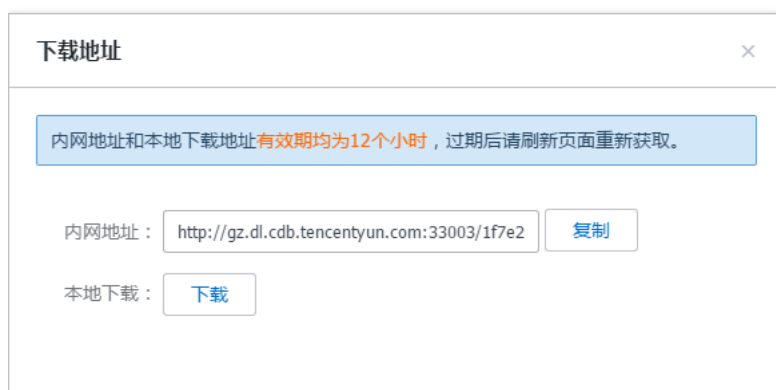 下载地址
内网地址和本地下载地址有效期均为12个小时，过期后请刷新页面重新获取。
内网地址： http://gz.dl.cdb.tencentyun.com:33003/1f7e2 复制
本地下载： 下载